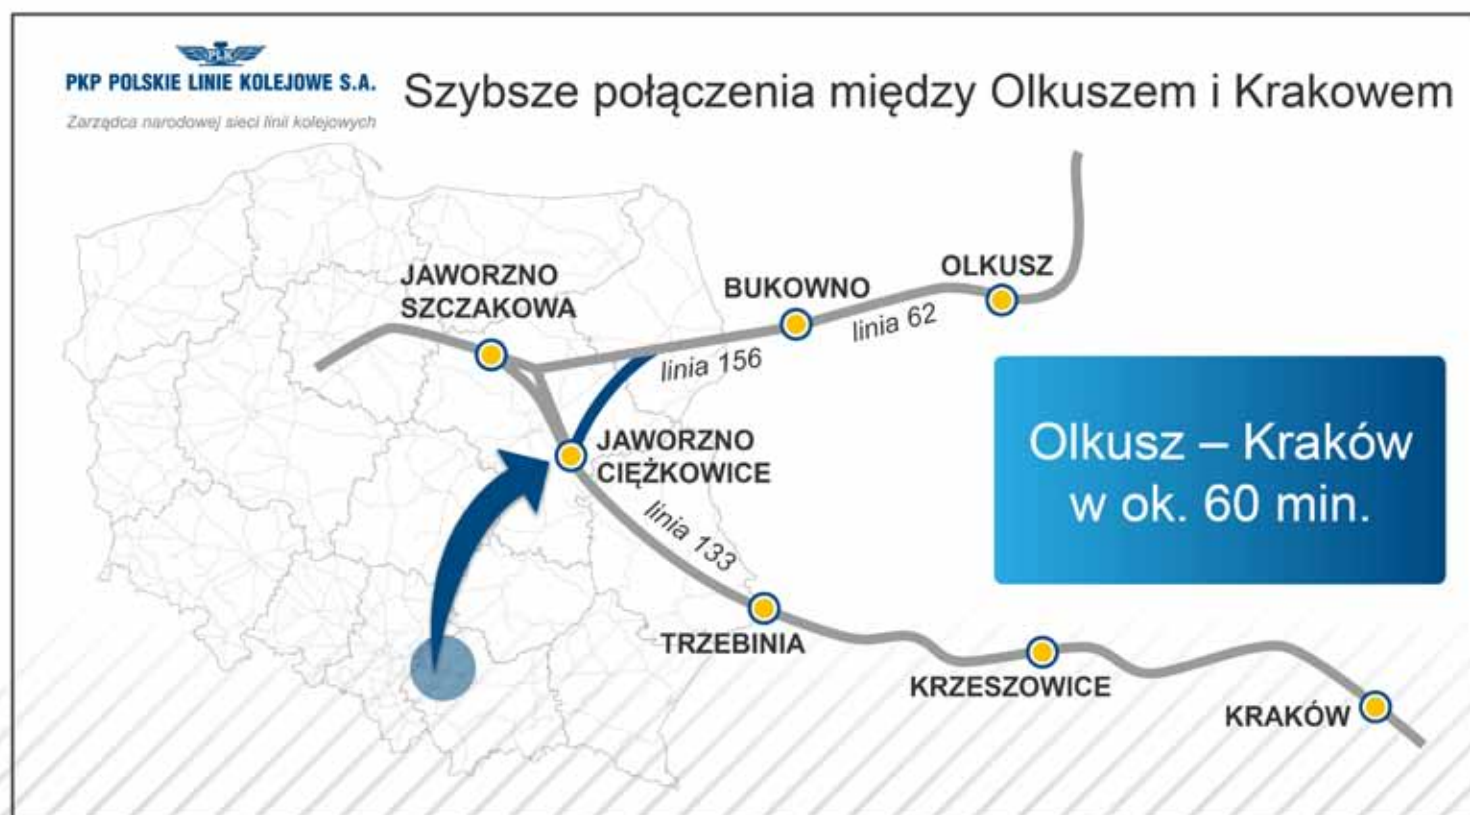 PLK
PKP POLSKIE LINIE KOLEJOWE S.A.
Zarządca narodowej sieci linii kolejowych
Szybsze połączenia między Olkuszem i Krakowem
JAWORZNO
SZCZAKOWA
BUKOWNO
OLKUSZ
linia 62
linia 156
JAWORZNO
CIĘŻKOWICE
Olkusz – Kraków
w ok. 60 min.
linia 133
TRZEBINIA
KRZESZOWICE
KRAKÓW